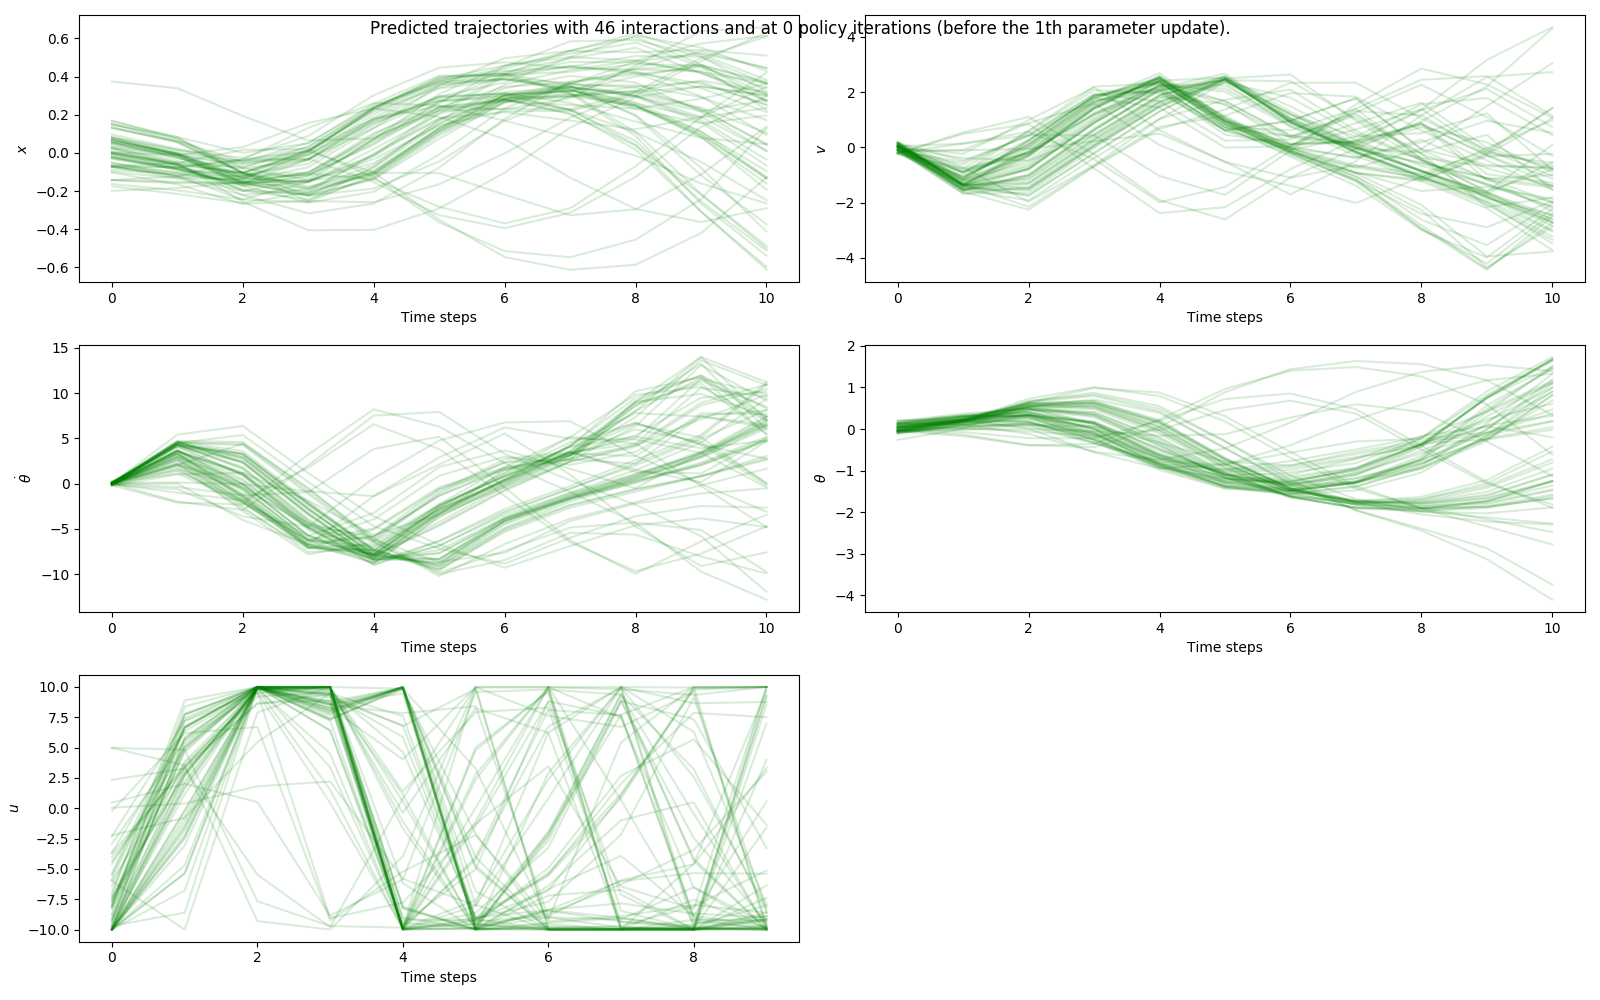 Predicted trajectories with 46 interactions and at 0 policy iterations (before the 1th parameter update).
0.6
0.4
0.2
0.0
−0.2
−0.4
−0.6
x
0 2 4 6 8 10
Time steps
4
2
0
−2
−4
v
0 2 4 6 8 10
Time steps
15
10
5
0
−5
−10
θ̇
0 2 4 6 8 10
Time steps
2
1
0
−1
−2
−3
−4
θ
0 2 4 6 8 10
Time steps
10.0
7.5
5.0
2.5
0.0
−2.5
−5.0
−7.5
−10.0
u
0 2 4 6 8
Time steps